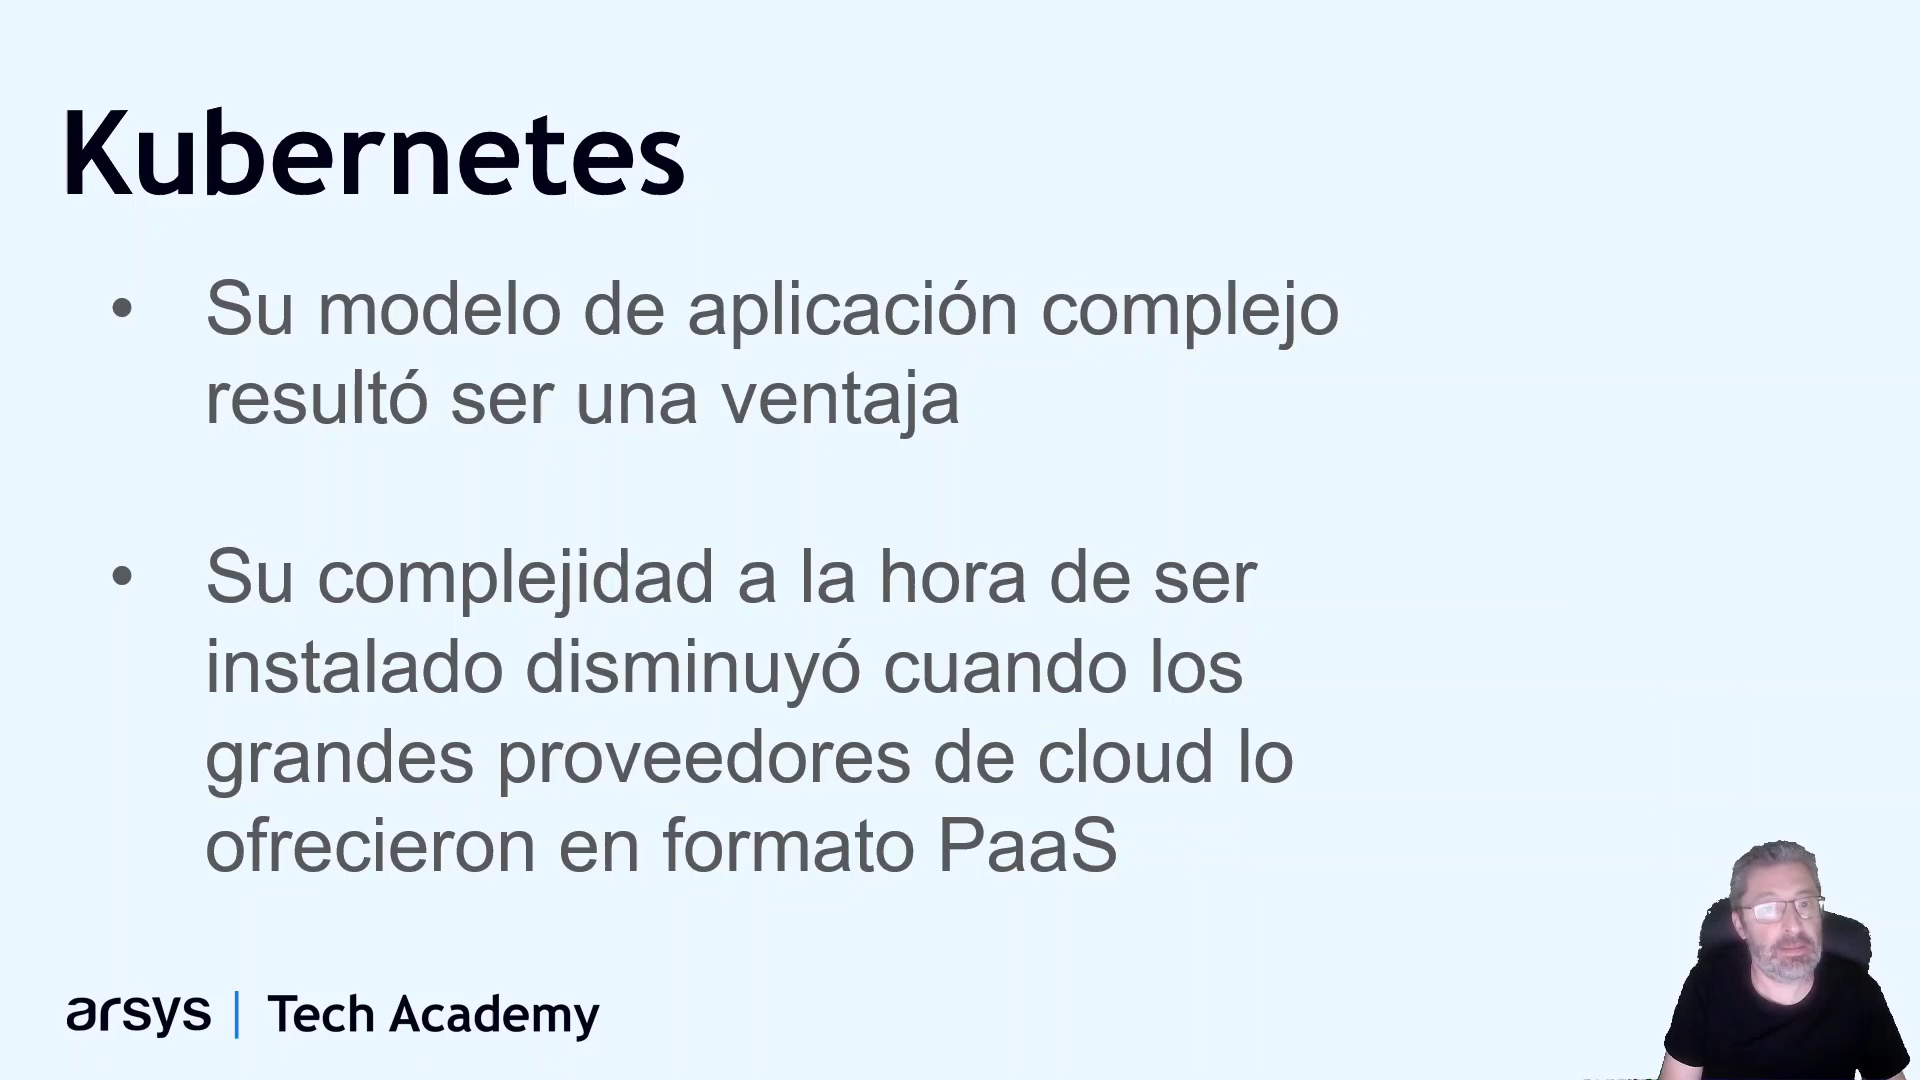 Kubernetes
• Su modelo de aplicación complejo
resultó ser una ventaja
• Su complejidad a la hora de ser
instalado disminuyó cuando los
grandes proveedores de cloud lo
ofrecieron en formato PaaS
arsys | Tech Academy